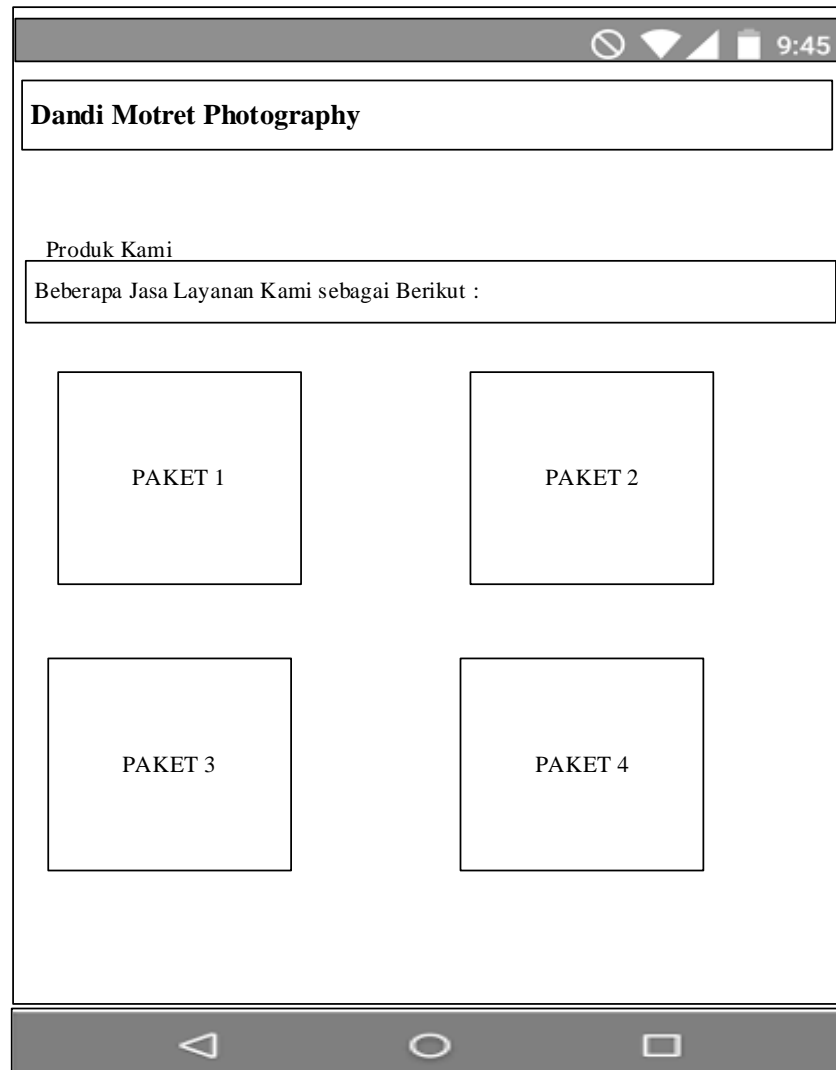 9:45
Dandi Motret Photography
Produk Kami
Beberapa Jasa Layanan Kami sebagai Berikut :
PAKET 1
PAKET 2
PAKET 3
PAKET 4